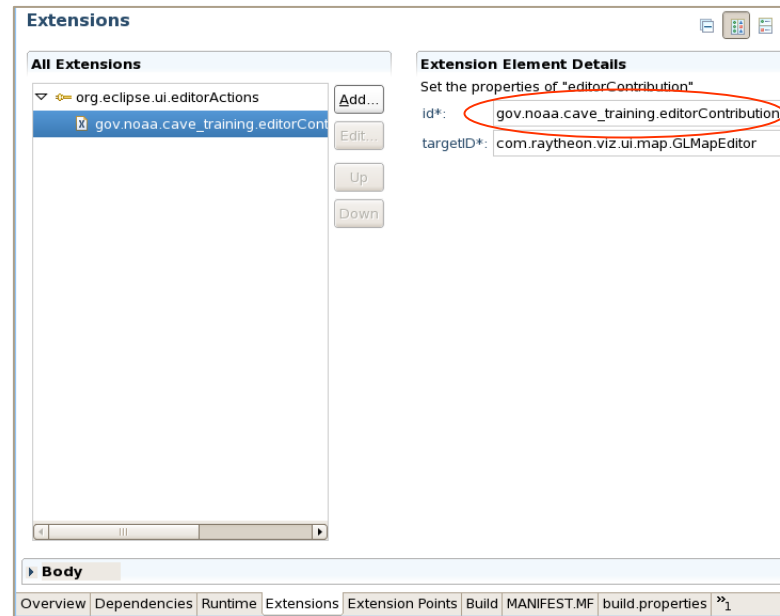 Extensions
All Extensions
org.eclipse.ui.editorActions
gov.noaa.cave_training.editorCont
Add...
Edit...
Up
Down
Extension Element Details
Set the properties of "editorContribution"
id*: gov.noaa.cave_training.editorContribution
targetID*: com.raytheon.viz.ui.map.GLMapEditor
Body
Overview Dependencies Runtime Extensions Extension Points Build MANIFEST.MF build.properties »1